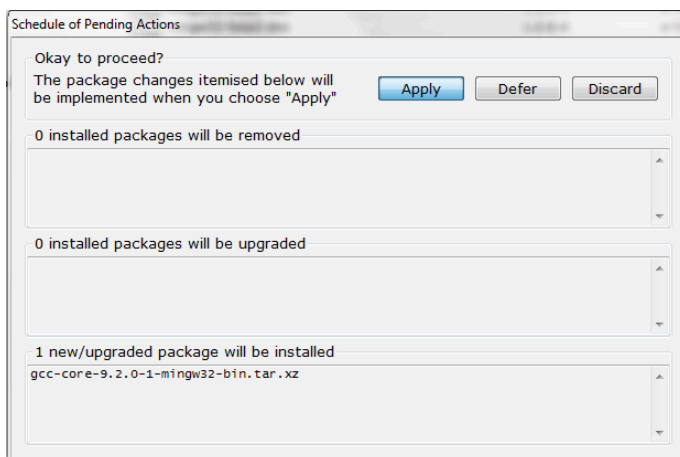 Schedule of Pending Actions
Okay to proceed?
The package changes itemised below will
be implemented when you choose "Apply"
Apply
Defer
Discard
0 installed packages will be removed
0 installed packages will be upgraded
1 new/upgraded package will be installed
gcc-core-9.2.0-1-mingw32-bin.tar.xz